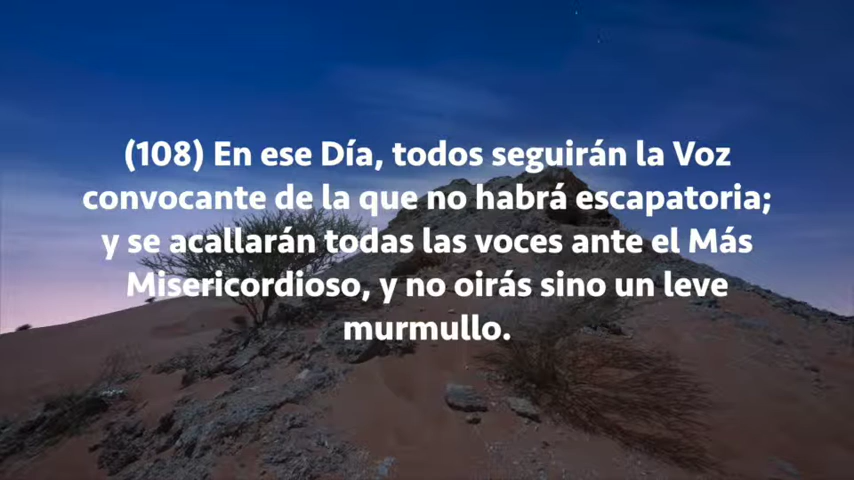 (108) En ese Día, todos seguirán la Voz
convocante de la que no habrá escapatoria;
y se acallarán todas las voces ante el Más
Misericordioso, y no oirás sino un leve
murmullo.